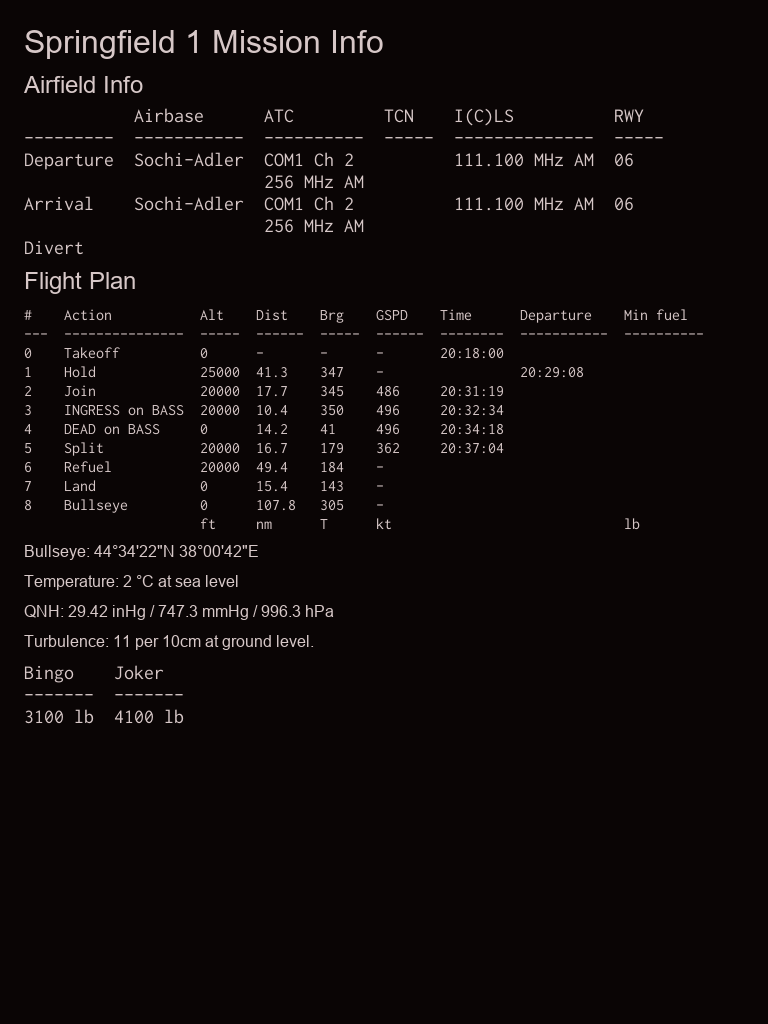 Springfield 1 Mission Info
Airfield Info
Airbase ATC TCN I(C)LS RWY
--------- ----------- ---------- ----- -------------- -----
Departure Sochi-Adler COM1 Ch 2 111.100 MHz AM 06
256 MHz AM
Arrival Sochi-Adler COM1 Ch 2 111.100 MHz AM 06
256 MHz AM
Divert
Flight Plan
# Action Alt Dist Brg GSPD Time Departure Min fuel
--- --------------- ----- ------ ----- ------ -------- ----------- ----------
0 Takeoff 0 - - - 20:18:00
1 Hold 25000 41.3 347 - 20:29:08
2 Join 20000 17.7 345 486 20:31:19
3 INGRESS on BASS 20000 10.4 350 496 20:32:34
4 DEAD on BASS 0 14.2 41 496 20:34:18
5 Split 20000 16.7 179 362 20:37:04
6 Refuel 20000 49.4 184 -
7 Land 0 15.4 143 -
8 Bullseye 0 107.8 305 -
ft nm T kt lb
Bullseye: 44°34'22"N 38°00'42"E
Temperature: 2 °C at sea level
QNH: 29.42 inHg / 747.3 mmHg / 996.3 hPa
Turbulence: 11 per 10cm at ground level.
Bingo Joker
------- -------
3100 lb 4100 lb